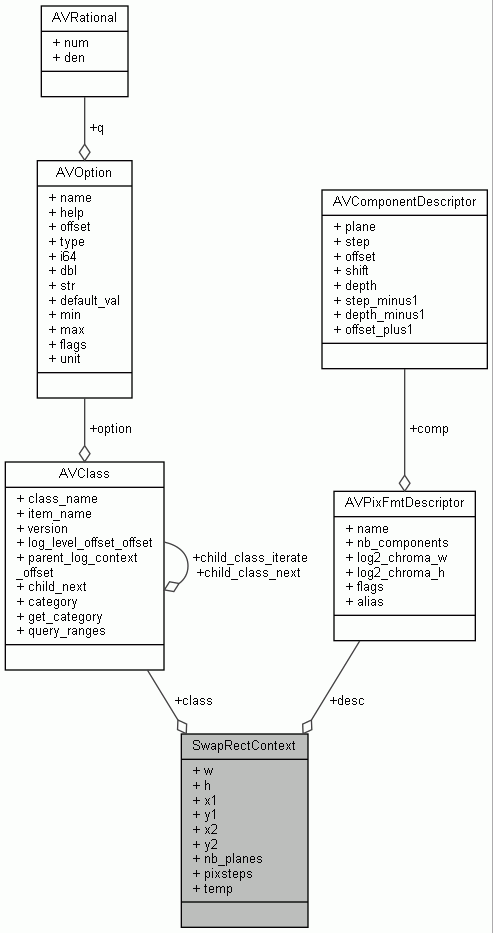 AVRational
+ num
+ den
+q
AVOption
+ name
+ help
+ offset
+ type
+ i64
+ dbl
+ str
+ default_val
+ min
+ max
+ flags
+ unit
AVComponentDescriptor
+ plane
+ step
+ offset
+ shift
+ depth
+ step_minus1
+ depth_minus1
+ offset_plus1
+option
+comp
AVClass
+ class_name
+ item_name
+ version
+ log_level_offset_offset
+ parent_log_context
_offset
+ child_next
+ category
+ get_category
+ query_ranges
+child_class_iterate
+child_class_next
AVPixFmtDescriptor
+ name
+ nb_components
+ log2_chroma_w
+ log2_chroma_h
+ flags
+ alias
+class
+desc
SwapRectContext
+ w
+ h
+ x1
+ y1
+ x2
+ y2
+ nb_planes
+ pixsteps
+ temp